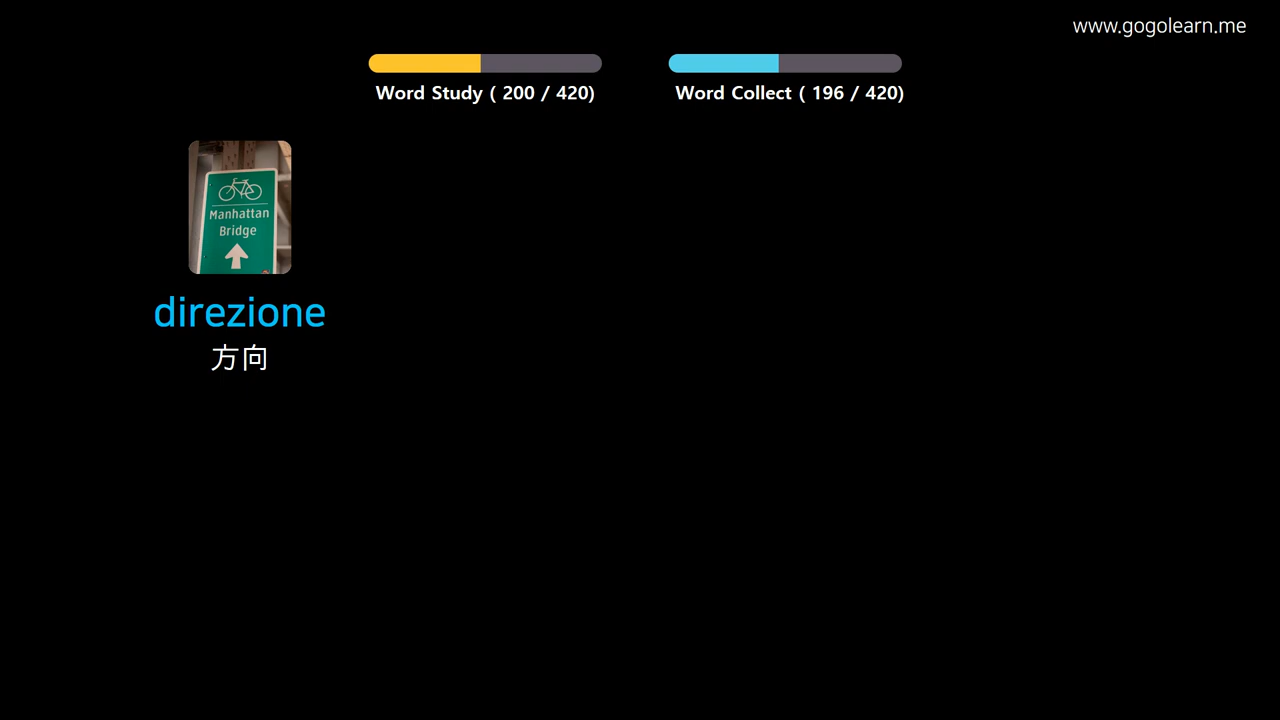 www.gogolearn.me
Word Study ( 200 / 420)
Word Collect ( 196 / 420)
Manhattan
Bridge
direzione
方向